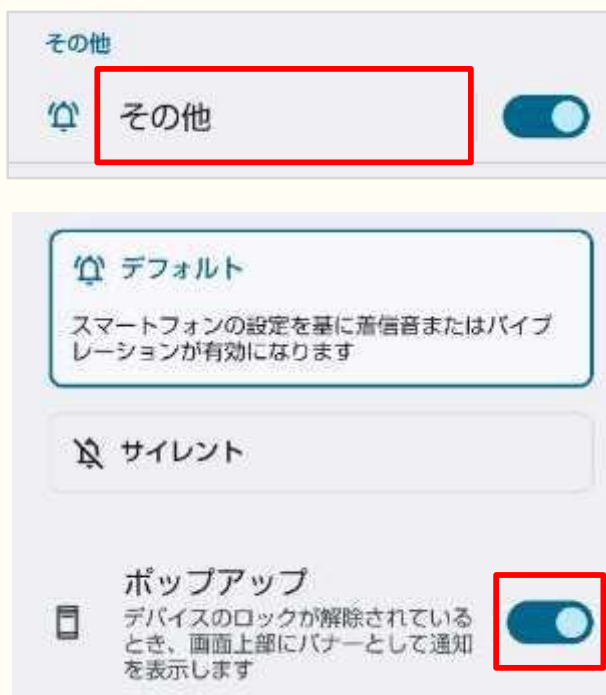 その他
その他
デフォルト
スマートフォンの設定を基に着信音またはバイブ
レーションが有効になります
サイレント
ポップアップ
デバイスのロックが解除されている
とき、画面上部にバナーとして通知
を表示します